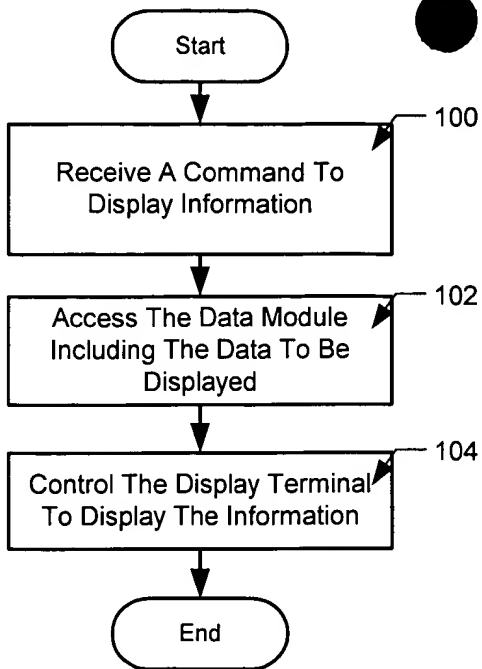 Start
100
Receive A Command To
Display Information
102
Access The Data Module
Including The Data To Be
Displayed
104
Control The Display Terminal
To Display The Information
End